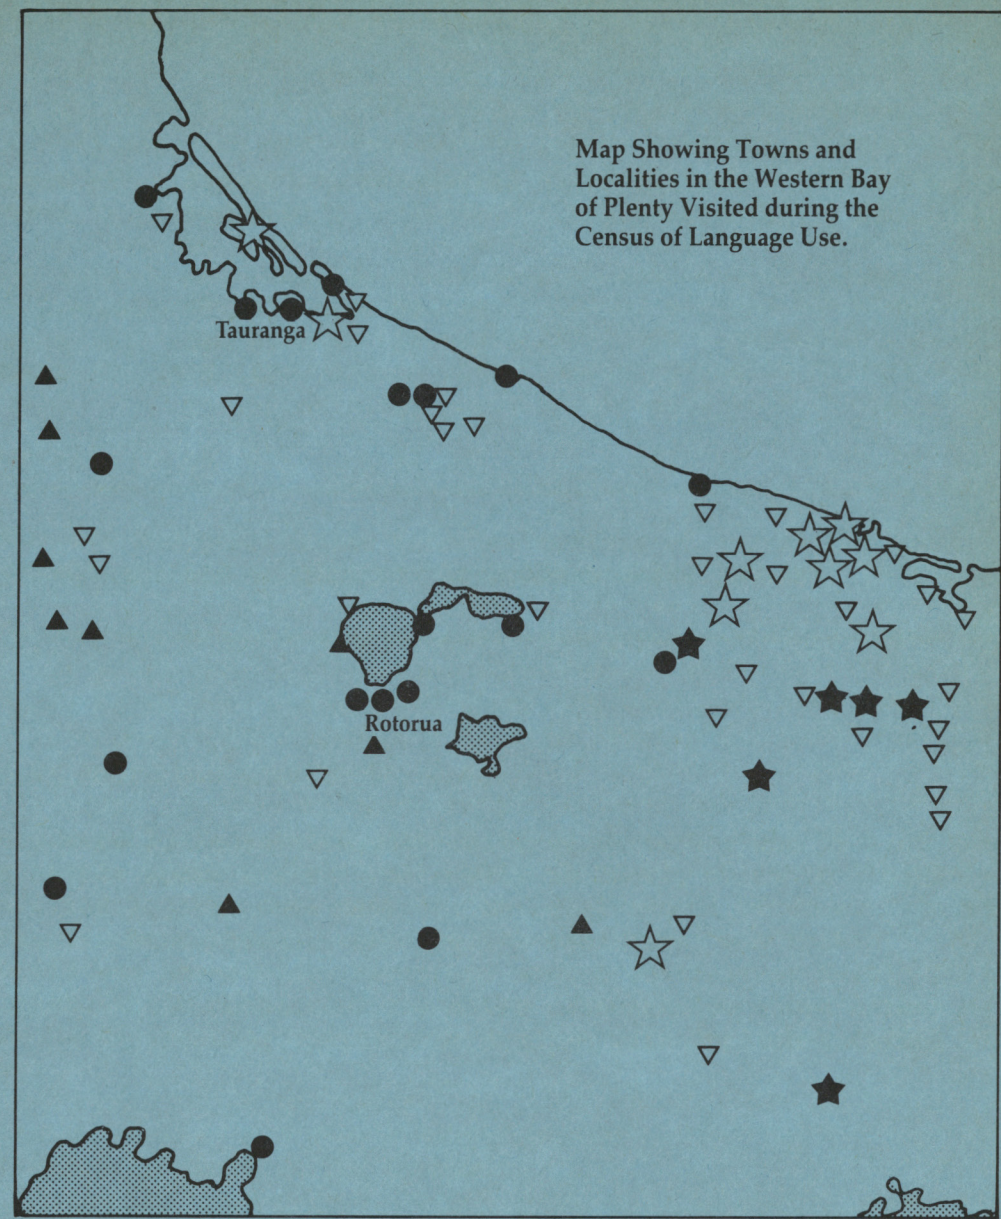 Map Showing Towns and
Localities in the Western Bay
of Plenty Visited during the
Census of Language Use.
Tauranga
Rotorua